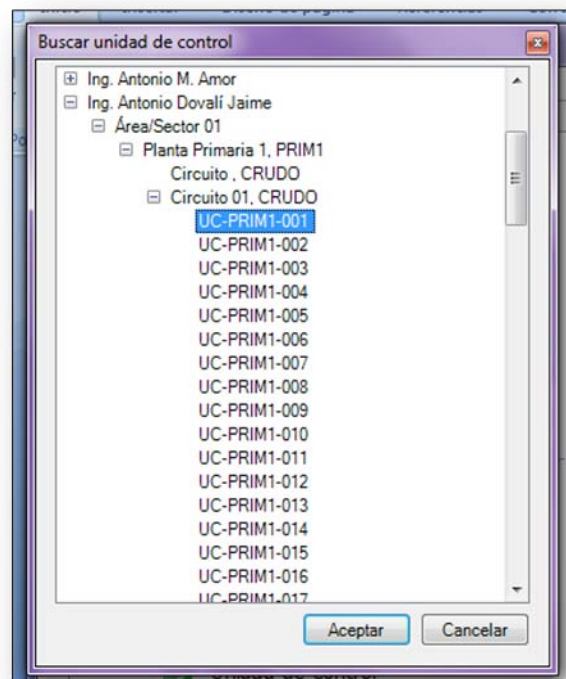 Buscar unidad de control
Ing. Antonio M. Amor
Ing. Antonio Dovalí Jaime
Área/Sector 01
Planta Primaria 1, PRIM1
Circuito , CRUDO
Circuito 01, CRUDO
UC-PRIM1-001
UC-PRIM1-002
UC-PRIM1-003
UC-PRIM1-004
UC-PRIM1-005
UC-PRIM1-006
UC-PRIM1-007
UC-PRIM1-008
UC-PRIM1-009
UC-PRIM1-010
UC-PRIM1-011
UC-PRIM1-012
UC-PRIM1-013
UC-PRIM1-014
UC-PRIM1-015
UC-PRIM1-016
UC-PRIM1-017
Aceptar Cancelar